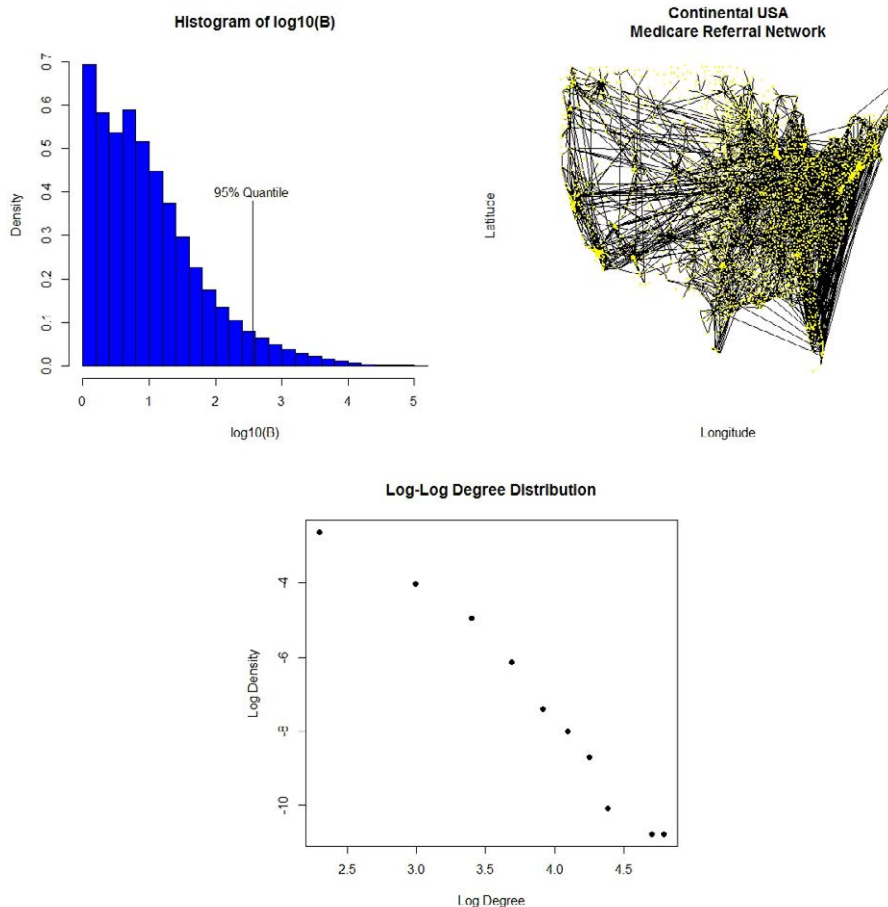 Histogram of log10(B)
Density
0.0
0.1
0.2
0.3
0.4
0.5
0.6
0.7
95% Quantile
0 1 2 3 4 5
log10(B)
Continental USA
Medicare Referral Network
Latitude
Longitude
Log-Log Degree Distribution
Log Density
-4
-6
-8
-10
2.5 3.0 3.5 4.0 4.5
Log Degree